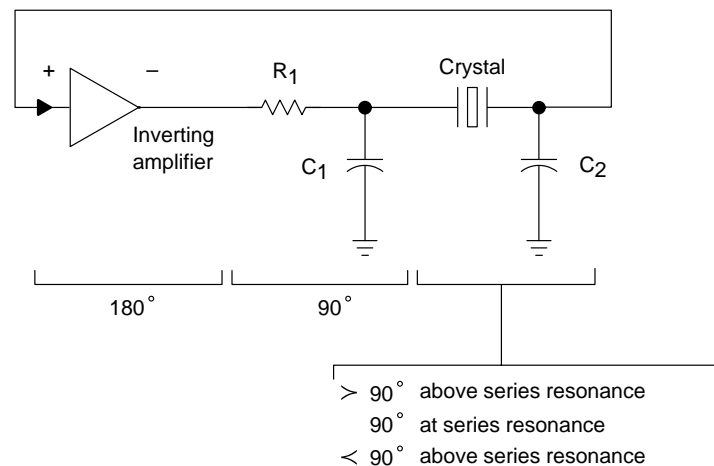 + −
R1
Crystal
Inverting
amplifier
C1
C2
180°
90°
≻ 90° above series resonance
90° at series resonance
≺ 90° above series resonance